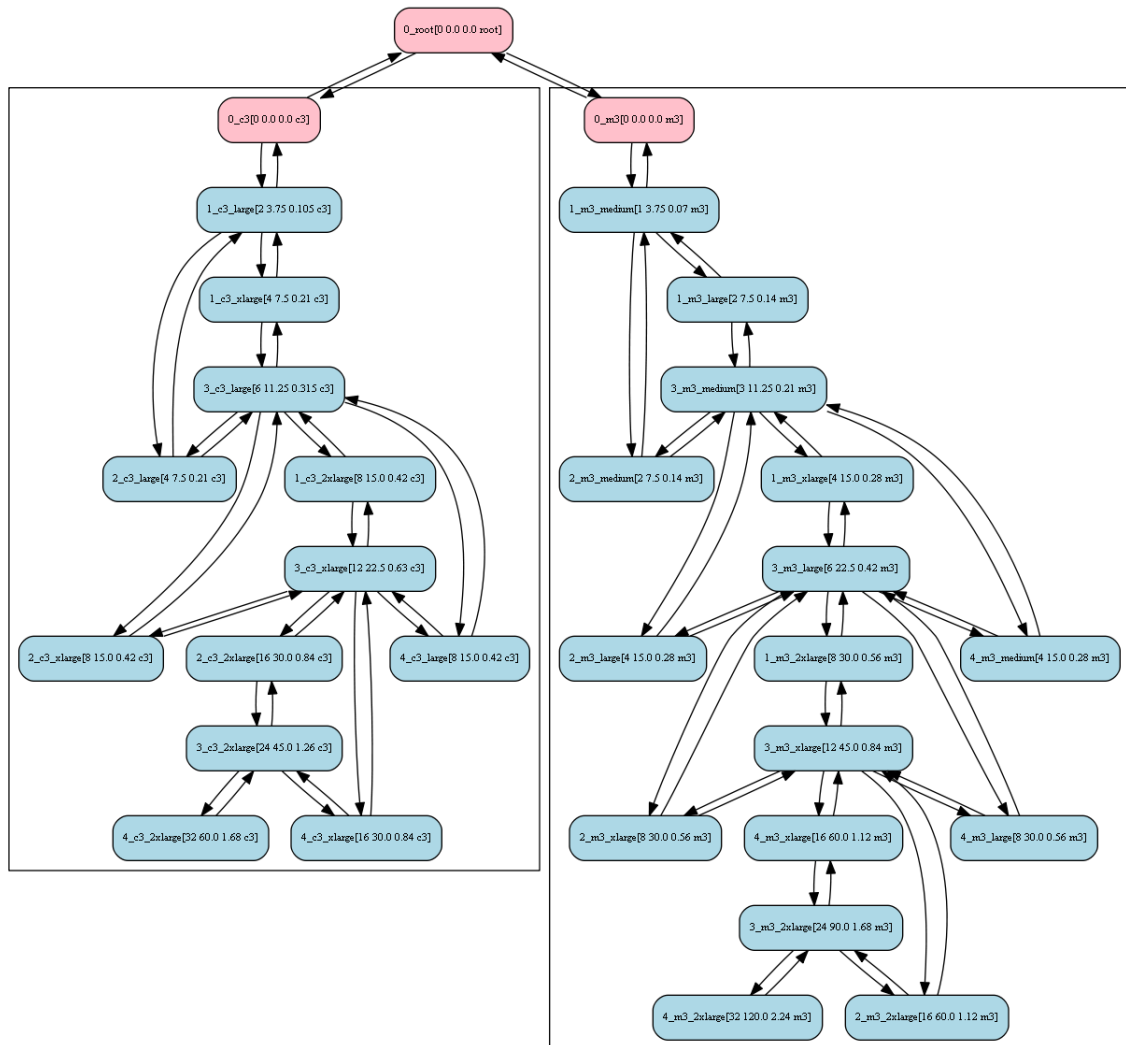 0_root[0 0.0 0.0 root]
0_c3[0 0.0 0.0 c3]
0_m3[0 0.0 0.0 m3]
1_c3_large[2 3.75 0.105 c3]
1_m3_medium[1 3.75 0.07 m3]
1_c3_xlarge[4 7.5 0.21 c3]
1_m3_large[2 7.5 0.14 m3]
3_c3_large[6 11.25 0.315 c3]
3_m3_medium[3 11.25 0.21 m3]
2_c3_large[4 7.5 0.21 c3]
1_c3_2xlarge[8 15.0 0.42 c3]
2_m3_medium[2 7.5 0.14 m3]
1_m3_xlarge[4 15.0 0.28 m3]
3_c3_xlarge[12 22.5 0.63 c3]
3_m3_large[6 22.5 0.42 m3]
2_c3_xlarge[8 15.0 0.42 c3]
2_c3_2xlarge[16 30.0 0.84 c3]
4_c3_large[8 15.0 0.42 c3]
2_m3_large[4 15.0 0.28 m3]
1_m3_2xlarge[8 30.0 0.56 m3]
4_m3_medium[4 15.0 0.28 m3]
3_c3_2xlarge[24 45.0 1.26 c3]
3_m3_xlarge[12 45.0 0.84 m3]
4_c3_2xlarge[32 60.0 1.68 c3]
4_c3_xlarge[16 30.0 0.84 c3]
2_m3_xlarge[8 30.0 0.56 m3]
4_m3_xlarge[16 60.0 1.12 m3]
4_m3_large[8 30.0 0.56 m3]
3_m3_2xlarge[24 90.0 1.68 m3]
4_m3_2xlarge[32 120.0 2.24 m3]
2_m3_2xlarge[16 60.0 1.12 m3]